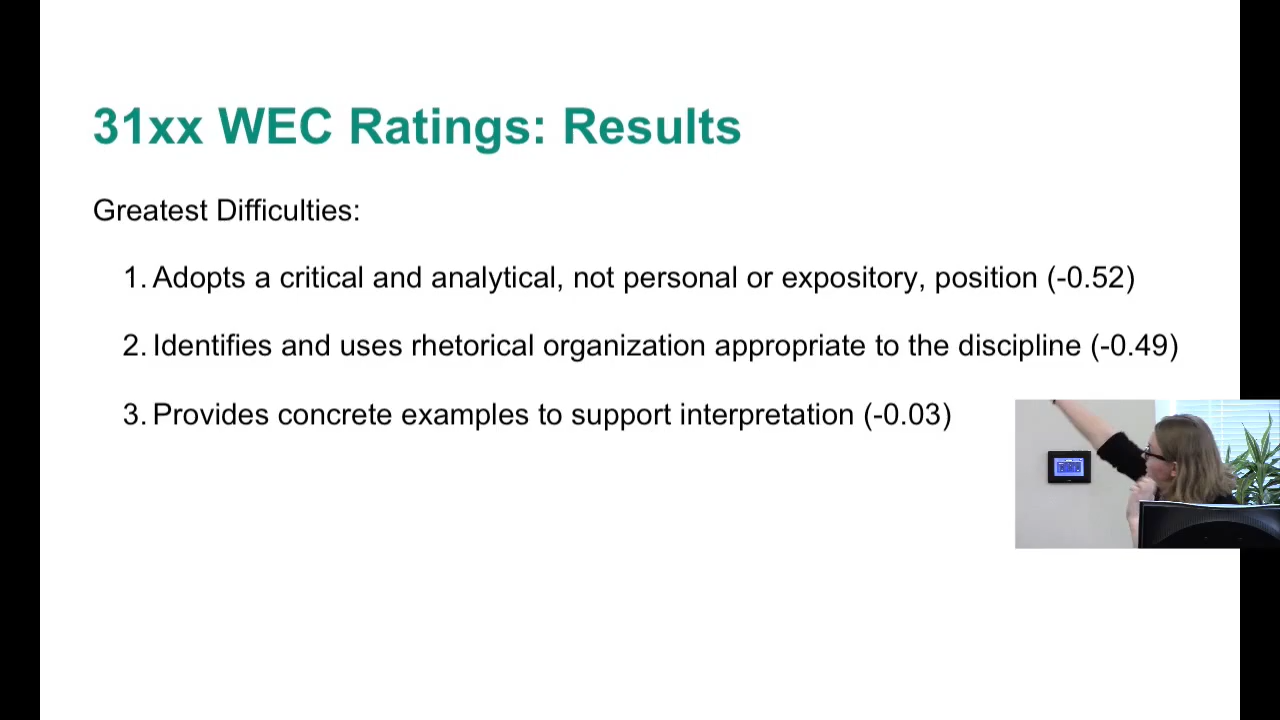 31xx WEC Ratings: Results
Greatest Difficulties:
1. Adopts a critical and analytical, not personal or expository, position (-0.52)
2. Identifies and uses rhetorical organization appropriate to the discipline (-0.49)
3. Provides concrete examples to support interpretation (-0.03)